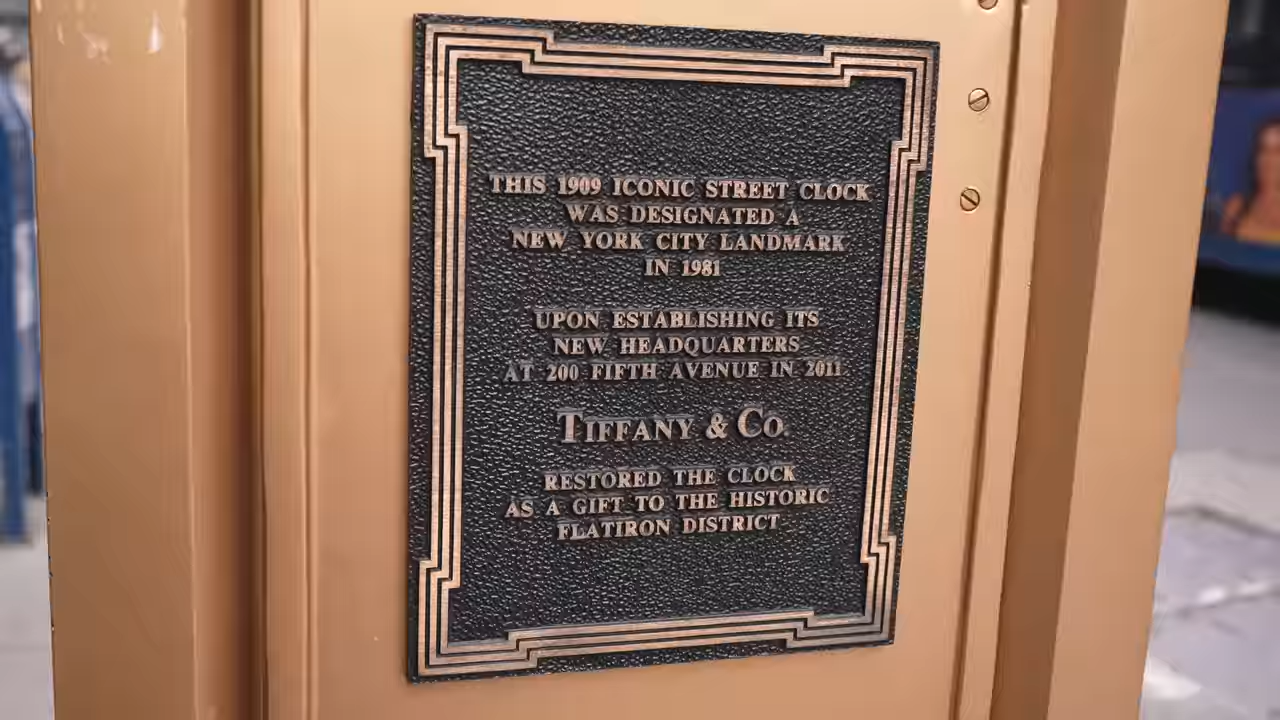 THIS 1909 ICONIC STREET CLOCK
WAS DESIGNATED A
NEW YORK CITY LANDMARK
IN 1981
UPON ESTABLISHING ITS
NEW HEADQUARTERS
AT 200 FIFTH AVENUE IN 2011
TIFFANY & CO.
RESTORED THE CLOCK
AS A GIFT TO THE HISTORIC
FLATIRON DISTRICT